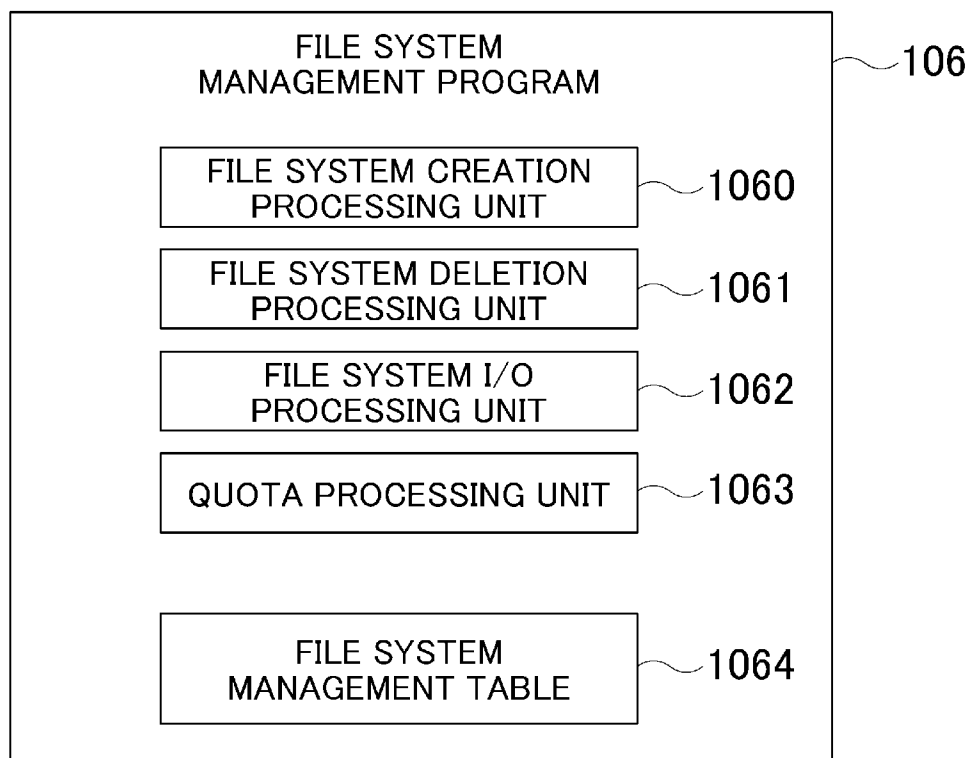 FILE SYSTEM
MANAGEMENT PROGRAM
106
FILE SYSTEM CREATION
PROCESSING UNIT
1060
FILE SYSTEM DELETION
PROCESSING UNIT
1061
FILE SYSTEM I/O
PROCESSING UNIT
1062
QUOTA PROCESSING UNIT
1063
FILE SYSTEM
MANAGEMENT TABLE
1064